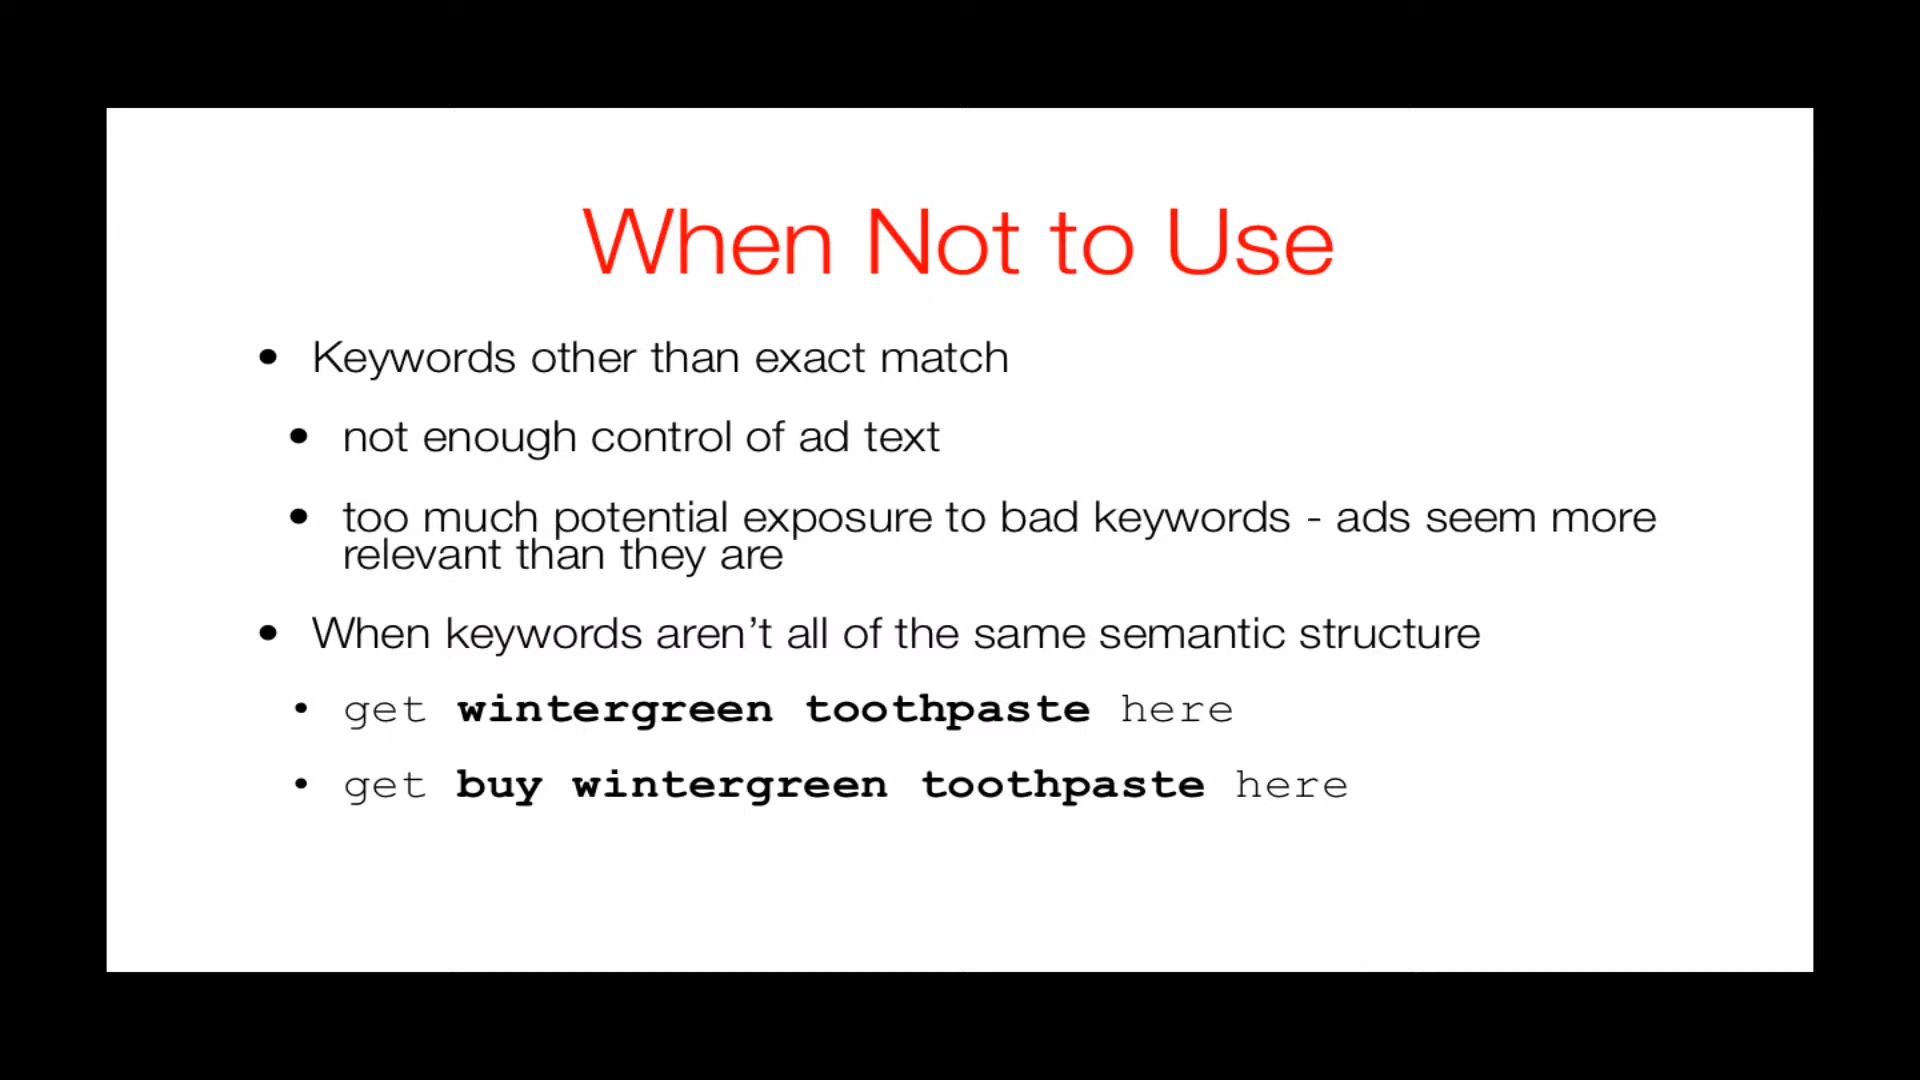 When Not to Use
• Keywords other than exact match
• not enough control of ad text
• too much potential exposure to bad keywords - ads seem more
relevant than they are
• When keywords aren’t all of the same semantic structure
• get wintergreen toothpaste here
• get buy wintergreen toothpaste here